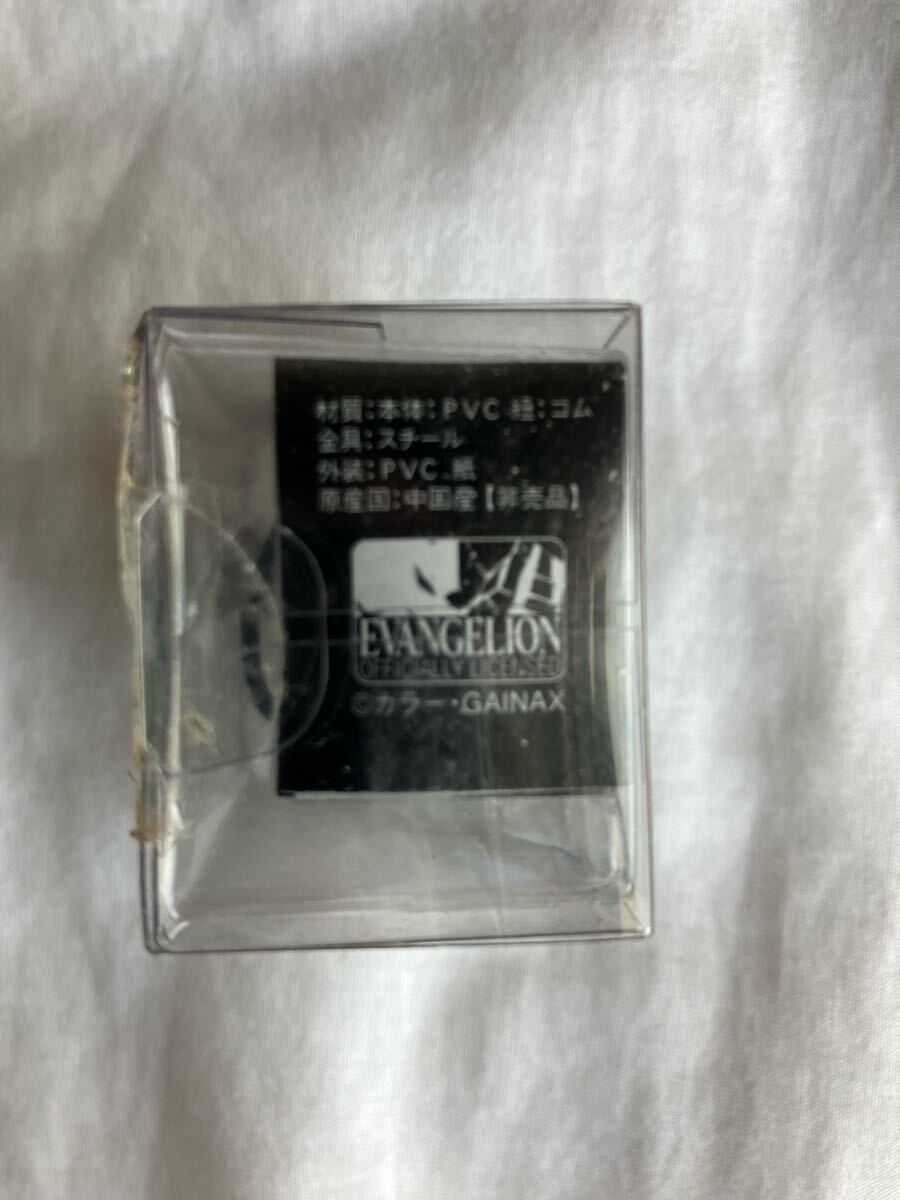 材質:本体:PVC 紐:ゴム
金具:スチール
外装:PVC、紙
原産国:中国産【非売品】
EVANGELION
OFFICIALLY LICENSED
©カラー・GAINAX